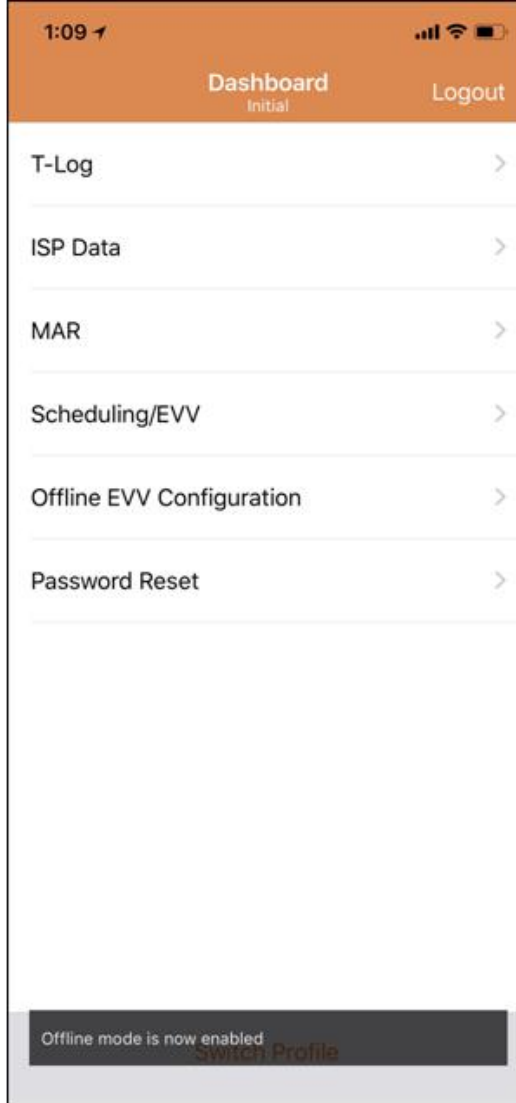 1:09
Dashboard
Logout
Initial
T-Log
ISP Data
MAR
Scheduling/EVV
Offline EVV Configuration
Password Reset
Offline mode is now enabled
Switch Profile